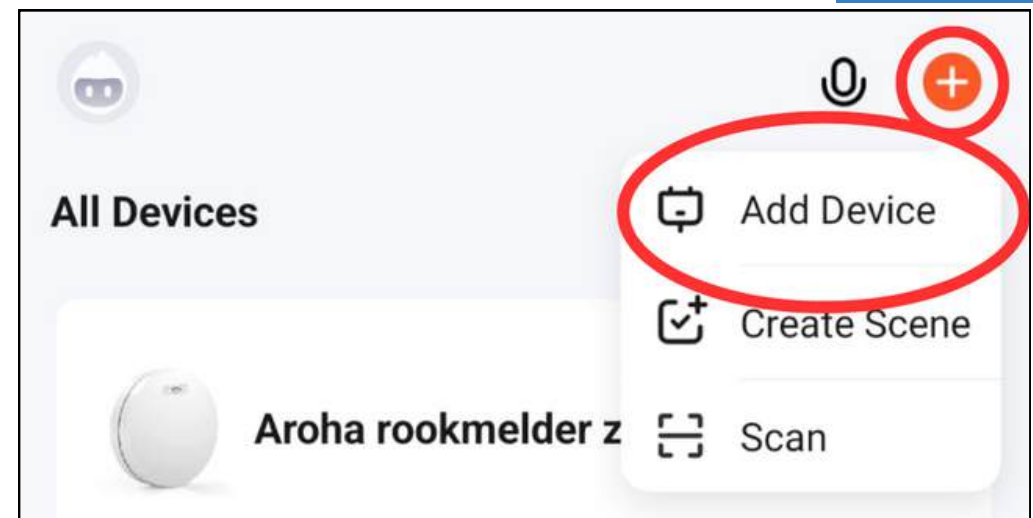 All Devices
Add Device
Create Scene
Aroha rookmelder z
Scan